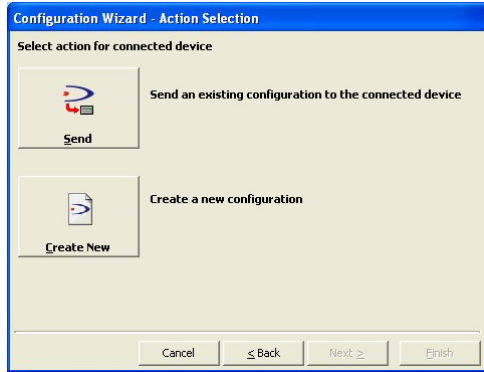 Configuration Wizard - Action Selection
Select action for connected device
Send an existing configuration to the connected device
Send
Create a new configuration
Create New
Cancel
< Back
Next >
Finish